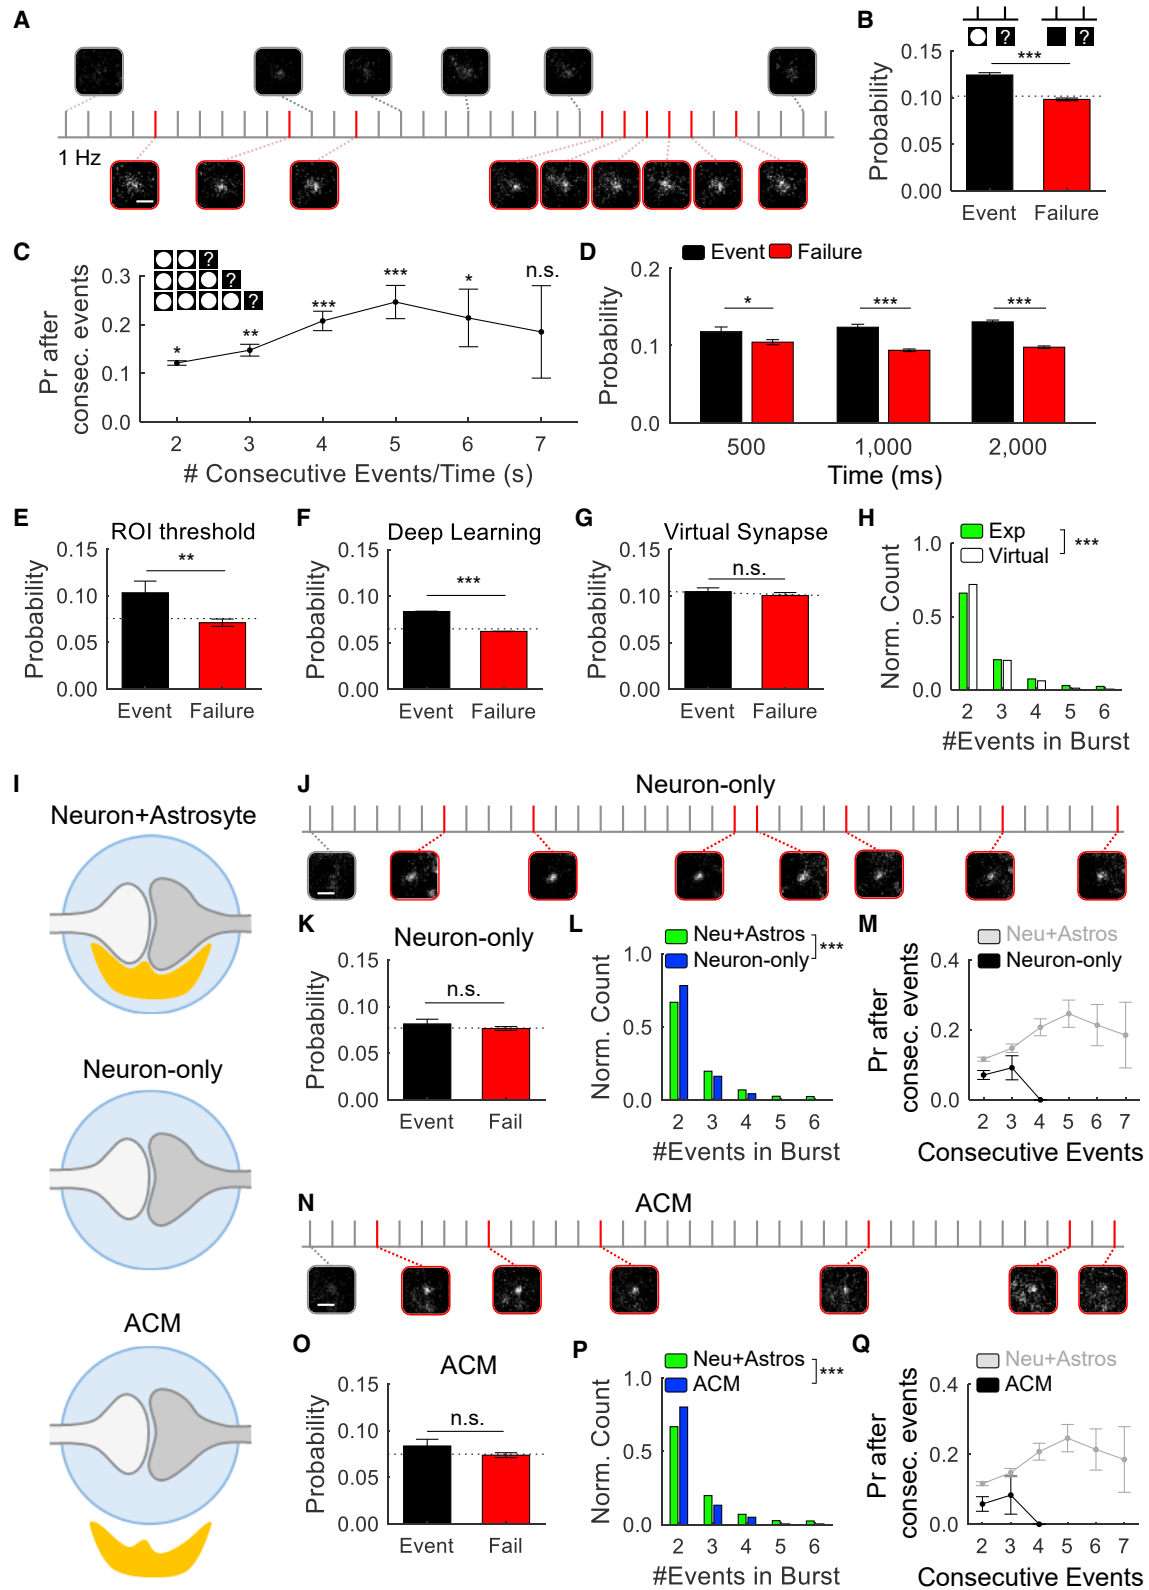 A
1 Hz
B
? ?
***
Probability
0.15
0.10
0.05
0.00
Event Failure
C
Pr after
consec. events
0.3
0.2
0.1
0.0
?
?
?
* ** *** *** * n.s.
2 3 4 5 6 7
# Consecutive Events/Time (s)
D
Event Failure
Probability
0.2
0.1
0.0
* *** ***
500 1,000 2,000
Time (ms)
E
ROI threshold
Probability
0.15
0.10
0.05
0.00
**
Event Failure
F
Deep Learning
Probability
0.15
0.10
0.05
0.00
***
Event Failure
G
Virtual Synapse
Probability
0.15
0.10
0.05
0.00
n.s.
Event Failure
H
Exp
Virtual
***
Norm. Count
1.0
0.5
0.0
2 3 4 5 6
#Events in Burst
I
Neuron+Astrosyte
Neuron-only
ACM
J
Neuron-only
K
Neuron-only
Probability
0.15
0.10
0.05
0.00
n.s.
Event Fail
L
Neu+Astros
Neuron-only
***
Norm. Count
1.0
0.5
0.0
2 3 4 5 6
#Events in Burst
M
Neu+Astros
Neuron-only
Pr after
consec. events
0.4
0.2
0.0
2 3 4 5 6 7
Consecutive Events
N
ACM
O
ACM
Probability
0.15
0.10
0.05
0.00
n.s.
Event Fail
P
Neu+Astros
ACM
***
Norm. Count
1.0
0.5
0.0
2 3 4 5 6
#Events in Burst
Q
Neu+Astros
ACM
Pr after
consec. events
0.4
0.2
0.0
2 3 4 5 6 7
Consecutive Events